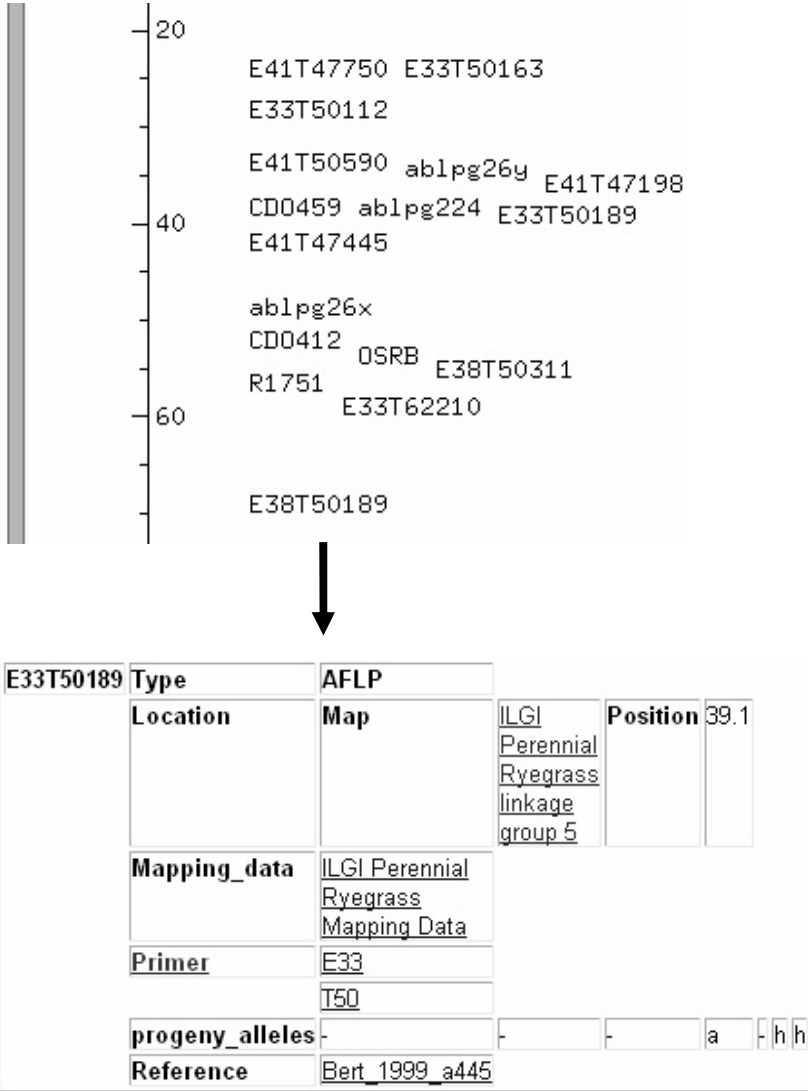 20
E41T47750 E33T50163
E33T50112
E41T50590 ablpg26y E41T47198
CDO459 ablpg224 E33T50189
40
E41T47445
ablpg26x
CDO412 OSRB E38T50311
R1751 E33T62210
60
E38T50189
E33T50189 Type AFLP
Location Map ILGI Position 39.1
Perennial
Ryegrass
linkage
group 5
Mapping_data ILGI Perennial
Ryegrass
Mapping Data
Primer E33
T50
progeny_alleles - - - a - h h
Reference Bert_1999_a445